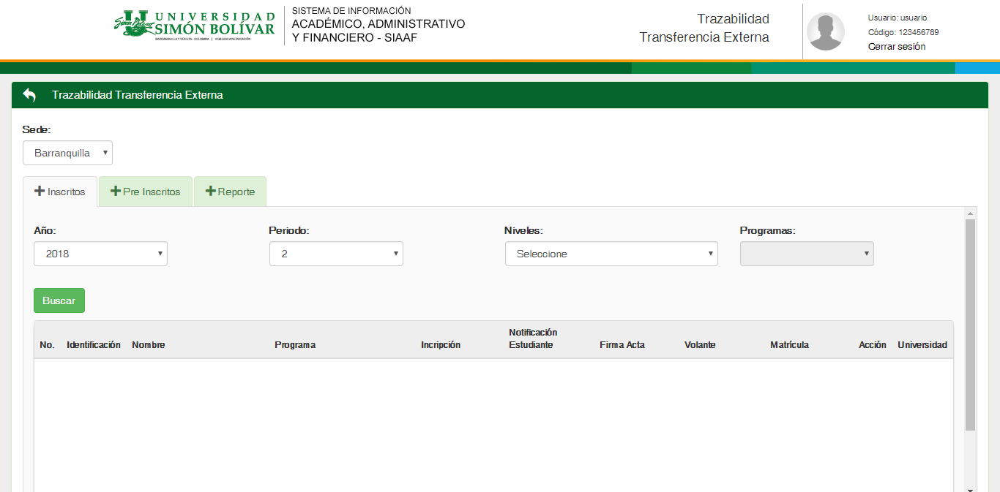 UNIVERSIDAD
SIMÓN BOLÍVAR
BARRANQUILLA Y CÚCUTA - COLOMBIA | VIGILADA MINEDUCACIÓN
SISTEMA DE INFORMACIÓN
ACADÉMICO, ADMINISTRATIVO
Y FINANCIERO - SIAAF
Trazabilidad
Transferencia Externa
Usuario: usuario
Código: 123456789
Cerrar sesión
Trazabilidad Transferencia Externa
Sede:
Barranquilla
Inscritos
Pre Inscritos
Reporte
Año:
Periodo:
Niveles:
Programas:
2018
2
Seleccione
Buscar
No.
Identificación
Nombre
Programa
Incripción
Notificación
Estudiante
Firma Acta
Volante
Matrícula
Acción
Universidad